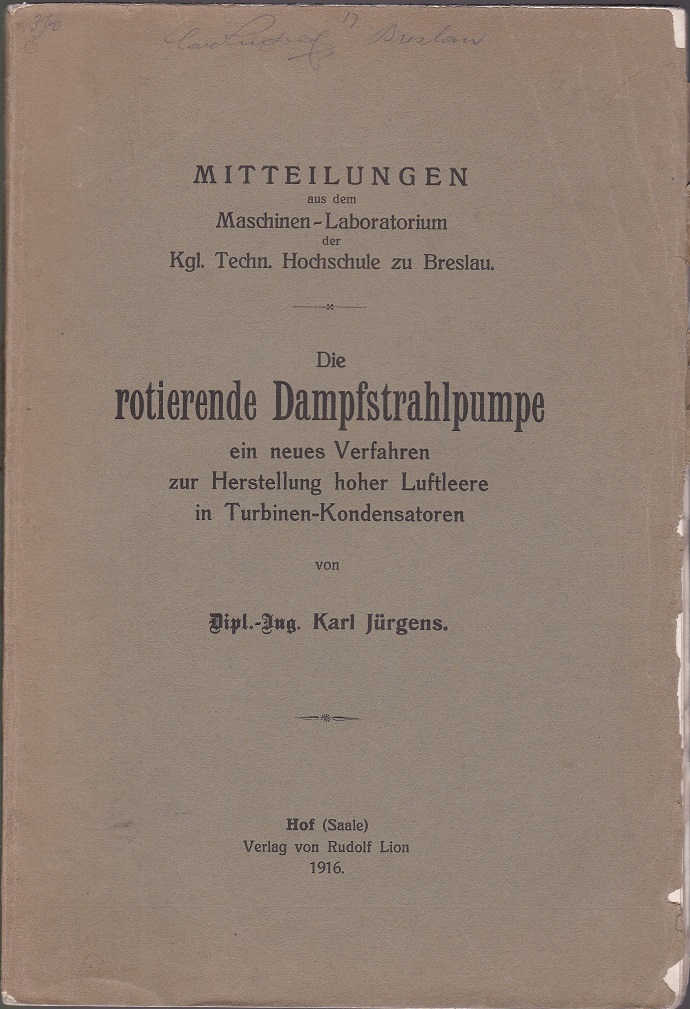 Breslau
MITTEILUNGEN
aus dem
Maschinen-Laboratorium
der
Kgl. Techn. Hochschule zu Breslau.
Die
rotierende Dampfstrahlpumpe
ein neues Verfahren
zur Herstellung hoher Luftleere
in Turbinen-Kondensatoren
von
Dipl.-Ing. Karl Jürgens.
Hof (Saale)
Verlag von Rudolf Lion
1916.